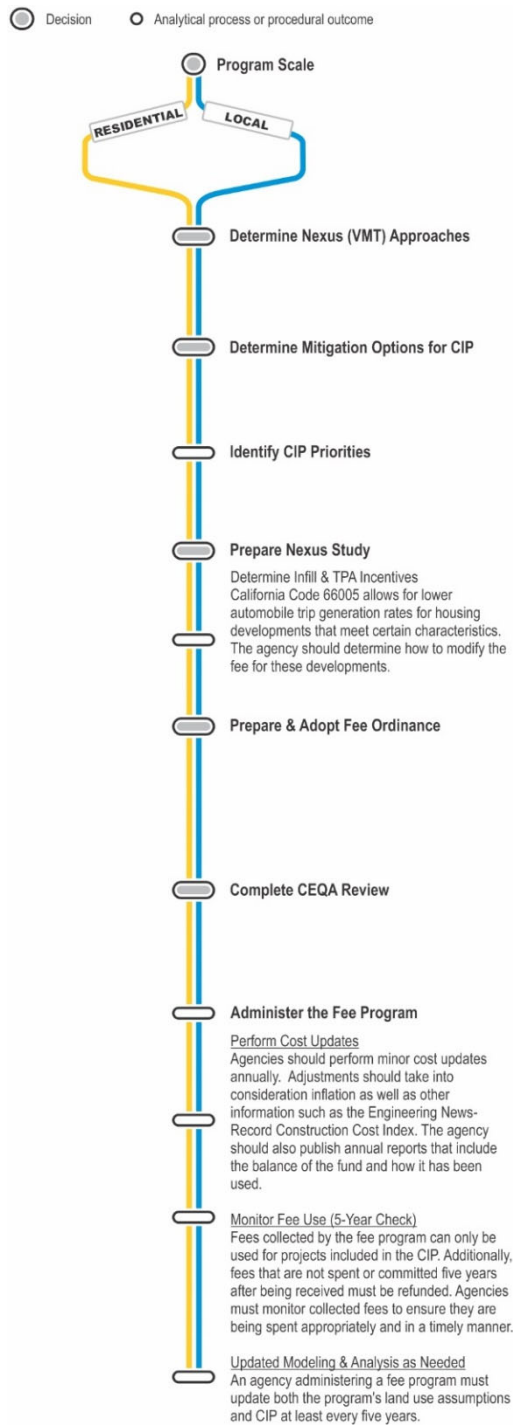 Decision
Analytical process or procedural outcome
Program Scale
RESIDENTIAL
LOCAL
Determine Nexus (VMT) Approaches
Determine Mitigation Options for CIP
Identify CIP Priorities
Prepare Nexus Study
Determine Infill & TPA Incentives
California Code 66005 allows for lower
automobile trip generation rates for housing
developments that meet certain characteristics.
The agency should determine how to modify the
fee for these developments.
Prepare & Adopt Fee Ordinance
Complete CEQA Review
Administer the Fee Program
Perform Cost Updates
Agencies should perform minor cost updates
annually. Adjustments should take into
consideration inflation as well as other
information such as the Engineering News-
Record Construction Cost Index. The agency
should also publish annual reports that include
the balance of the fund and how it has been
used.
Monitor Fee Use (5-Year Check)
Fees collected by the fee program can only be
used for projects included in the CIP. Additionally,
fees that are not spent or committed five years
after being received must be refunded. Agencies
must monitor collected fees to ensure they are
being spent appropriately and in a timely manner.
Updated Modeling & Analysis as Needed
An agency administering a fee program must
update both the program's land use assumptions
and CIP at least every five years.